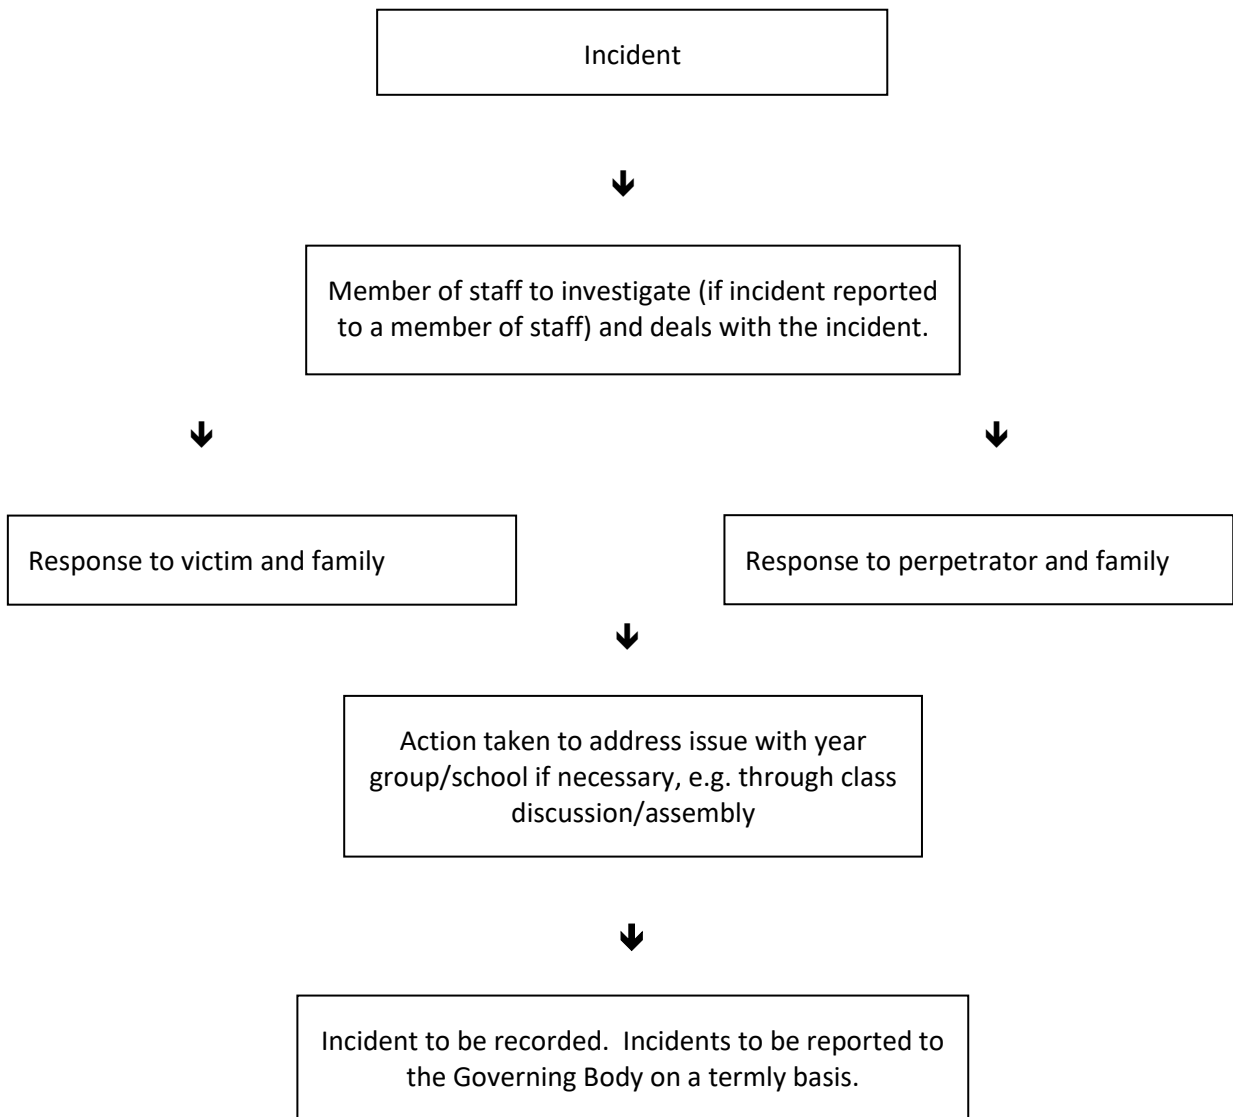 Incident
Member of staff to investigate (if incident reported
to a member of staff) and deals with the incident.
Response to victim and family
Response to perpetrator and family
Action taken to address issue with year
group/school if necessary, e.g. through class
discussion/assembly
Incident to be recorded.  Incidents to be reported to
the Governing Body on a termly basis.